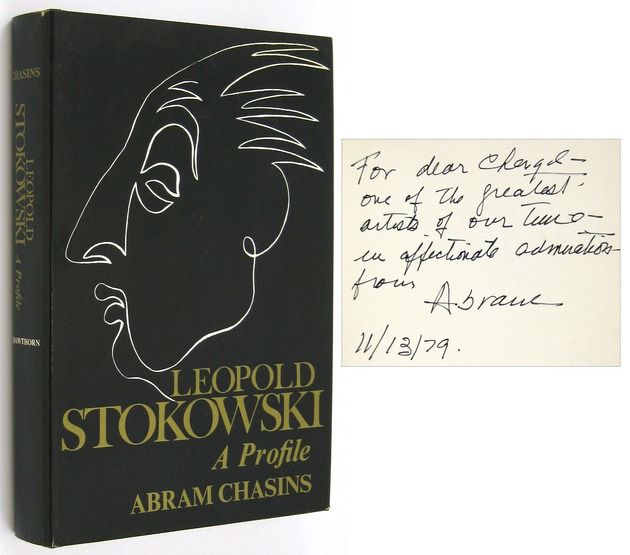 CHASINS
LEOPOLD
STOKOWSKI
A Profile
HAWTHORN
LEOPOLD
STOKOWSKI
A Profile
ABRAM CHASINS
For dear
one of the greatest
artists of our time—
in affectionate admiration
from
Abram
11/13/79.